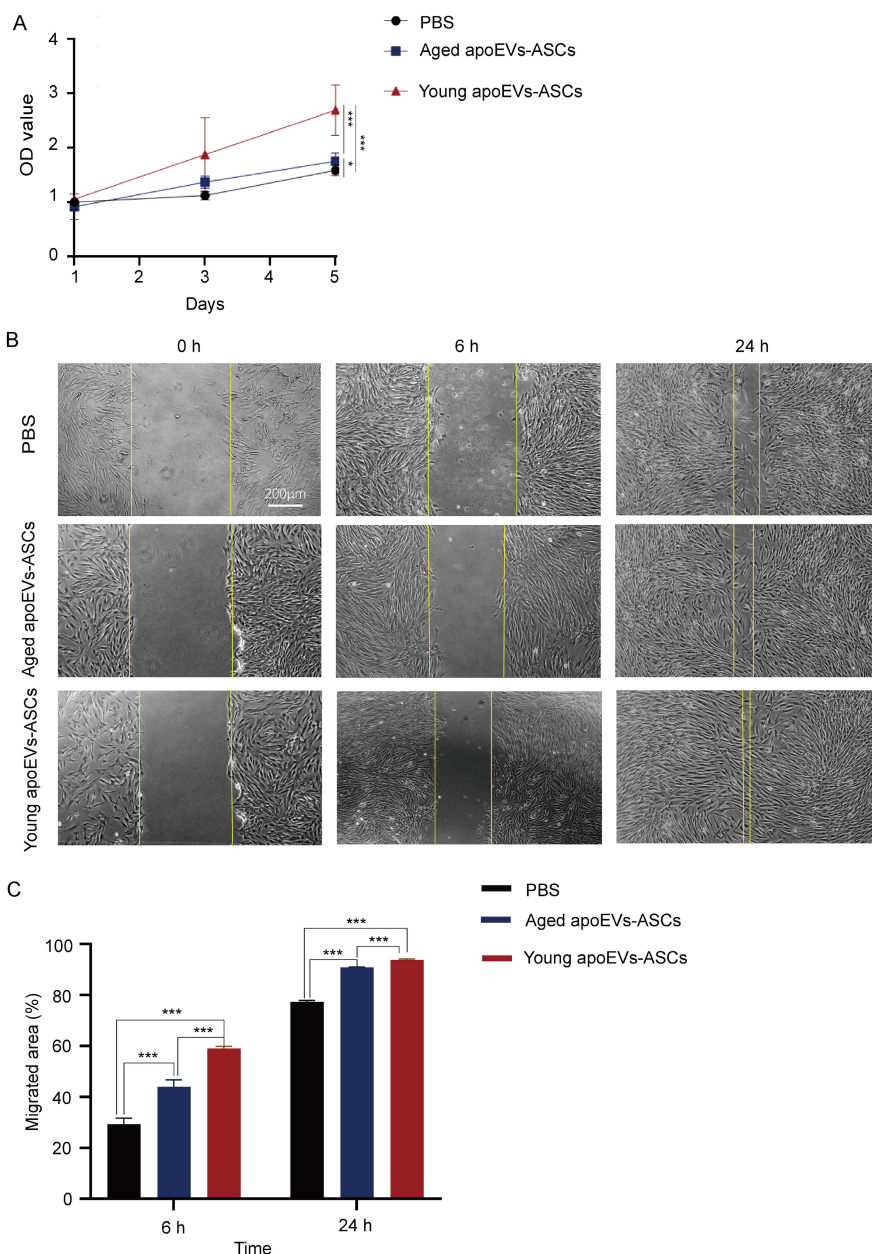 A
PBS
Aged apoEVs-ASCs
Young apoEVs-ASCs
4
3
2
1
0
OD value
1 2 3 4 5
Days
***
***
*
B
0 h 6 h 24 h
PBS
200μm
Aged apoEVs-ASCs
Young apoEVs-ASCs
C
PBS
Aged apoEVs-ASCs
Young apoEVs-ASCs
100
80
60
40
20
0
Migrated area (%)
***
*** ***
***
*** ***
6 h 24 h
Time